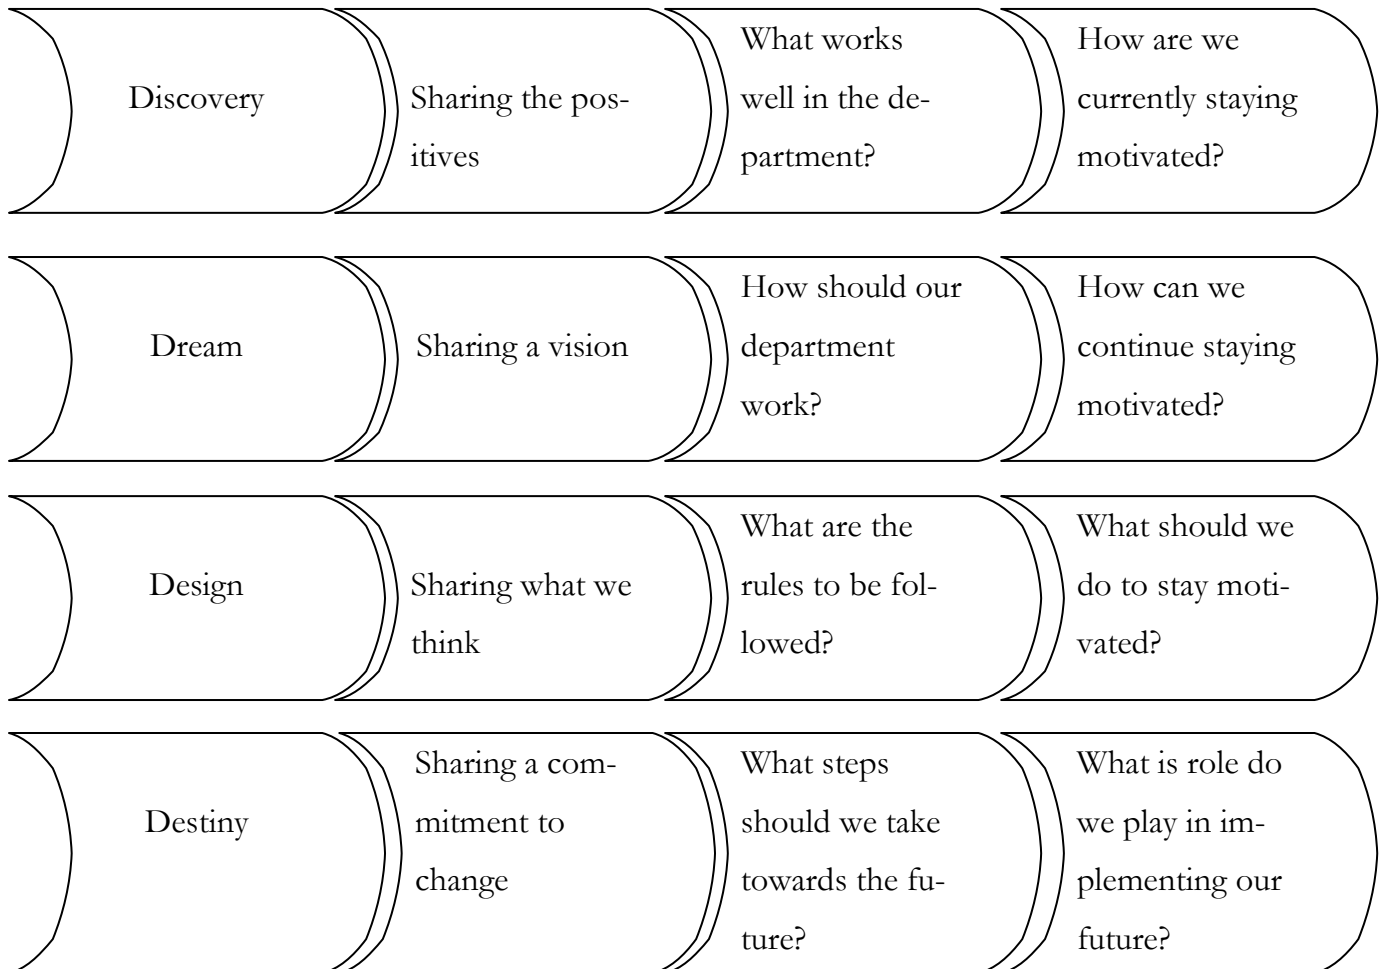 Discovery
Sharing the pos-
itives
What works
well in the de-
partment?
How are we
currently staying
motivated?
Dream
Sharing a vision
How should our
department
work?
How can we
continue staying
motivated?
Design
Sharing what we
think
What are the
rules to be fol-
lowed?
What should we
do to stay moti-
vated?
Destiny
Sharing a com-
mitment to
change
What steps
should we take
towards the fu-
ture?
What is role do
we play in im-
plementing our
future?